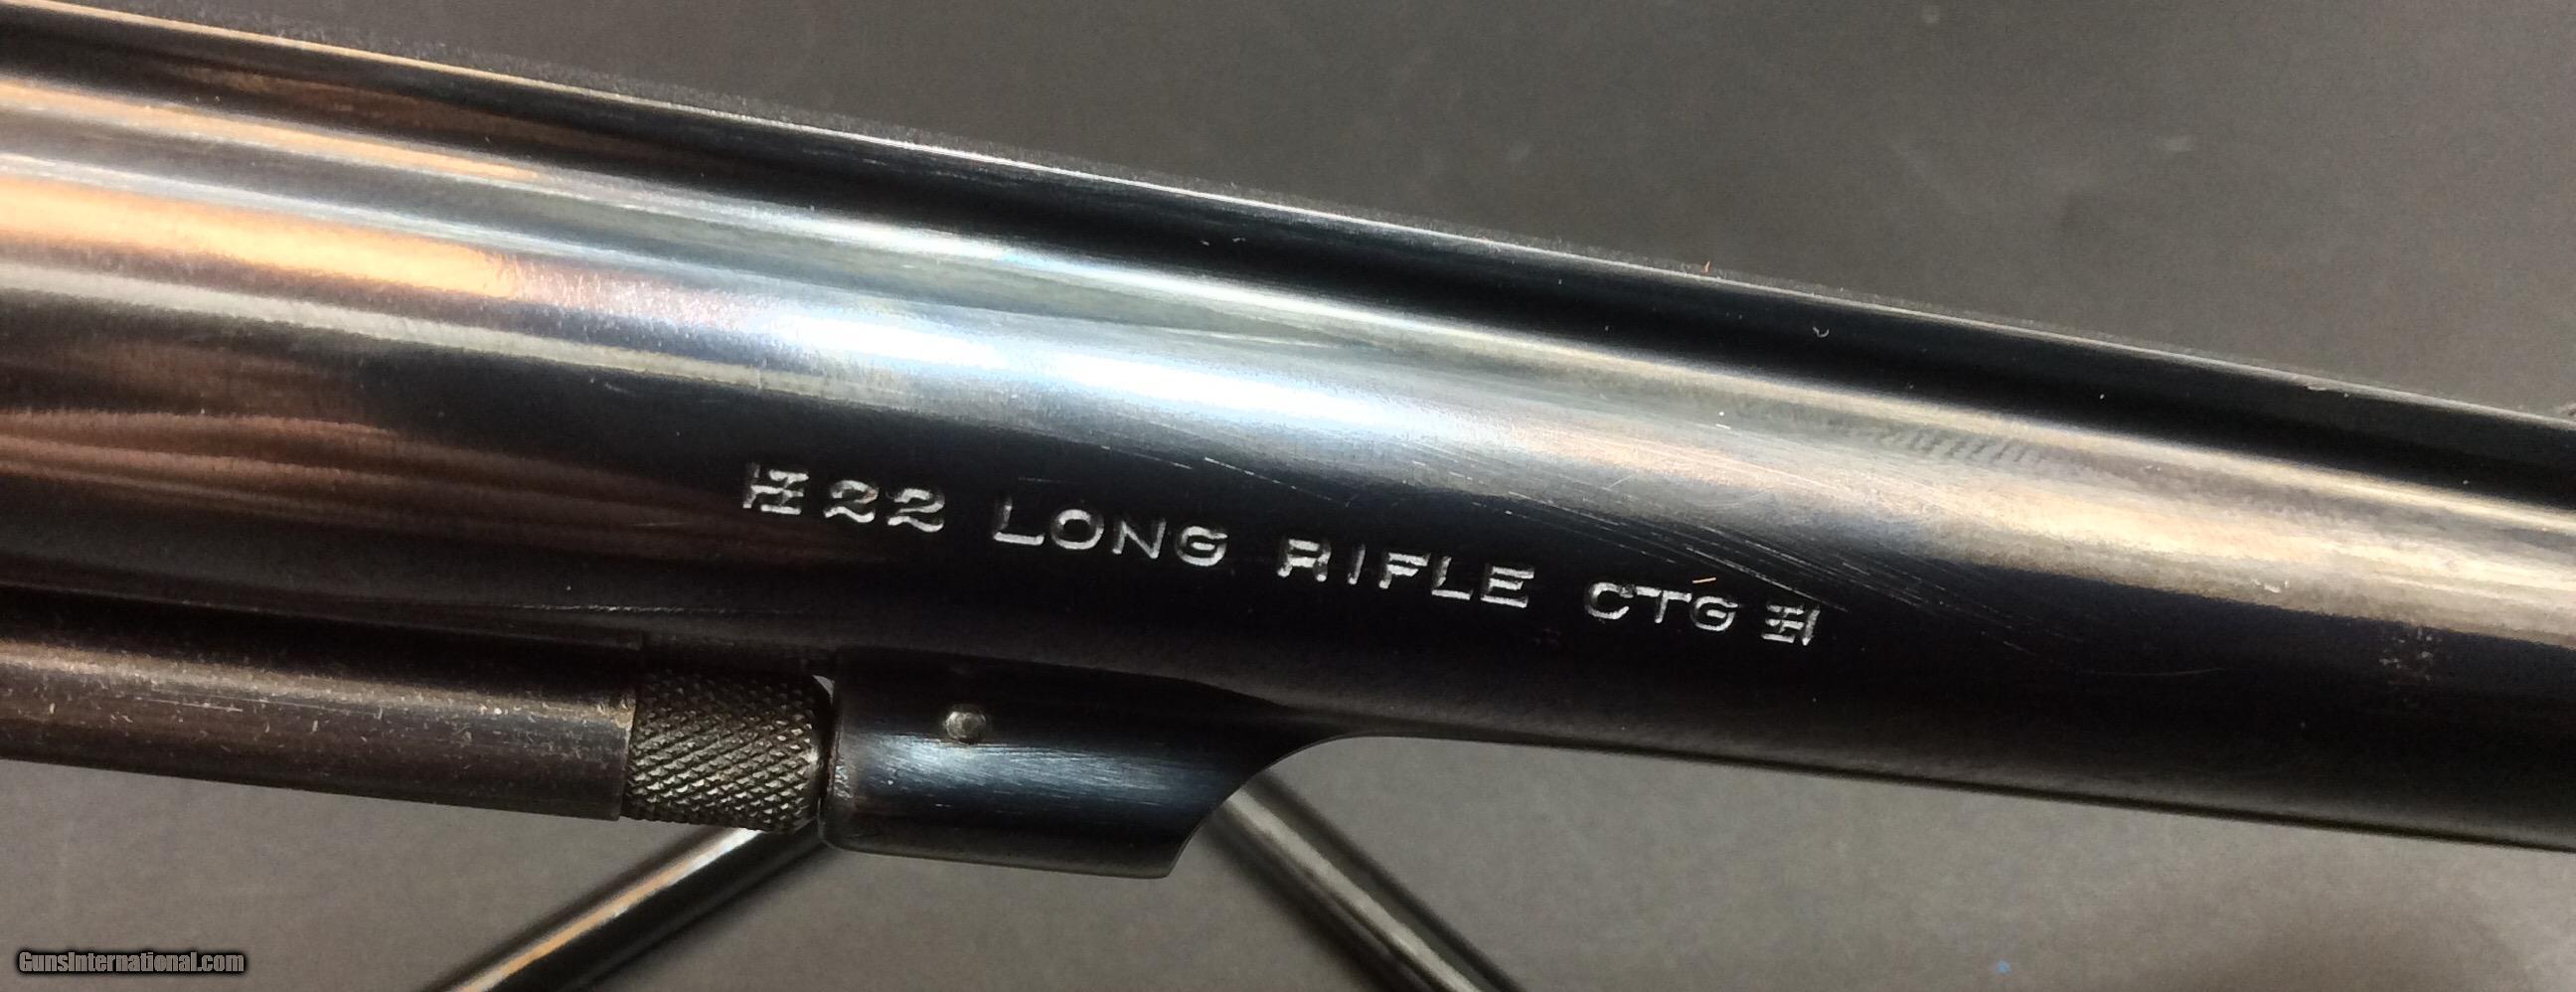 22 LONG RIFLE CTG
GunsInternational.com